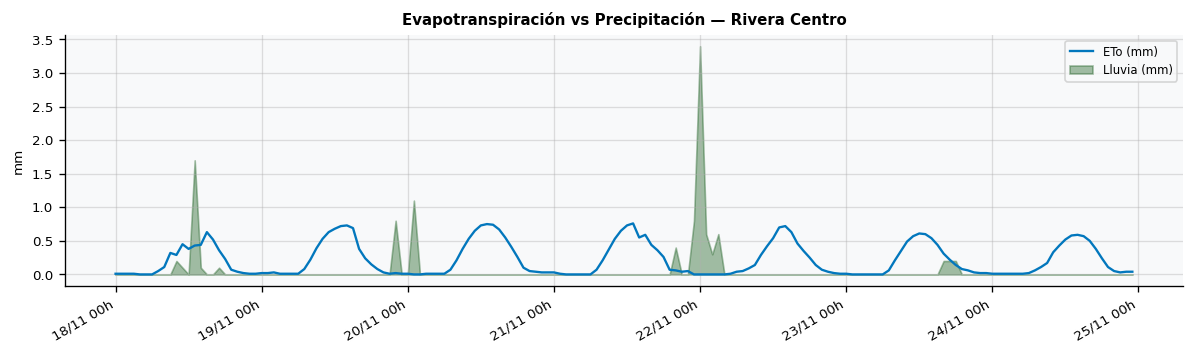 Evapotranspiración vs Precipitación — Rivera Centro
3.5
3.0
2.5
2.0
1.5
1.0
0.5
0.0
mm
ETo (mm)
Lluvia (mm)
18/11 00h
19/11 00h
20/11 00h
21/11 00h
22/11 00h
23/11 00h
24/11 00h
25/11 00h